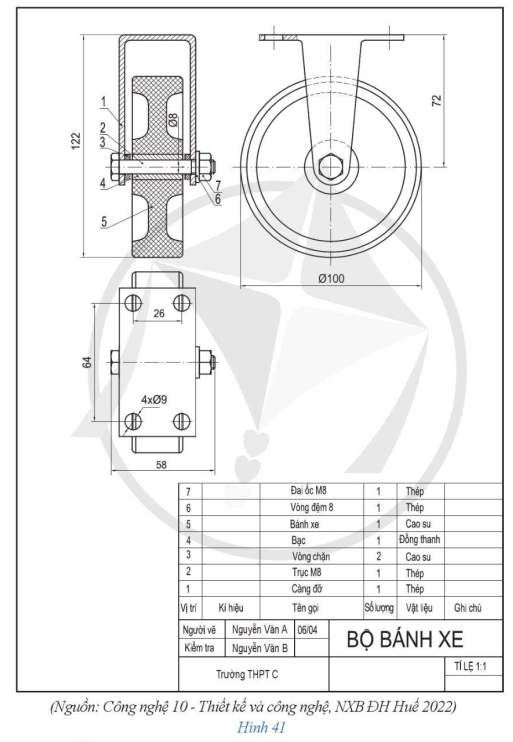 122
1
2
3
4
5
Ø8
7
6
72
Ø100
26
64
4xØ9
58
7 Đai ốc M8 1 Thép
6 Vòng đệm 8 1 Thép
5 Bánh xe 1 Cao su
4 Bạc 1 Đồng thanh
3 Vòng chặn 2 Cao su
2 Trục M8 1 Thép
1 Càng đỡ 1 Thép
Vị trí Kí hiệu Tên gọi Số lượng Vật liệu Ghi chú
Người vẽ Nguyễn Văn A 06/04
Kiểm tra Nguyễn Văn B
BỘ BÁNH XE
Trường THPT C
TỈ LỆ 1:1
(Nguồn: Công nghệ 10 - Thiết kế và công nghệ, NXB ĐH Huế 2022)
Hình 41